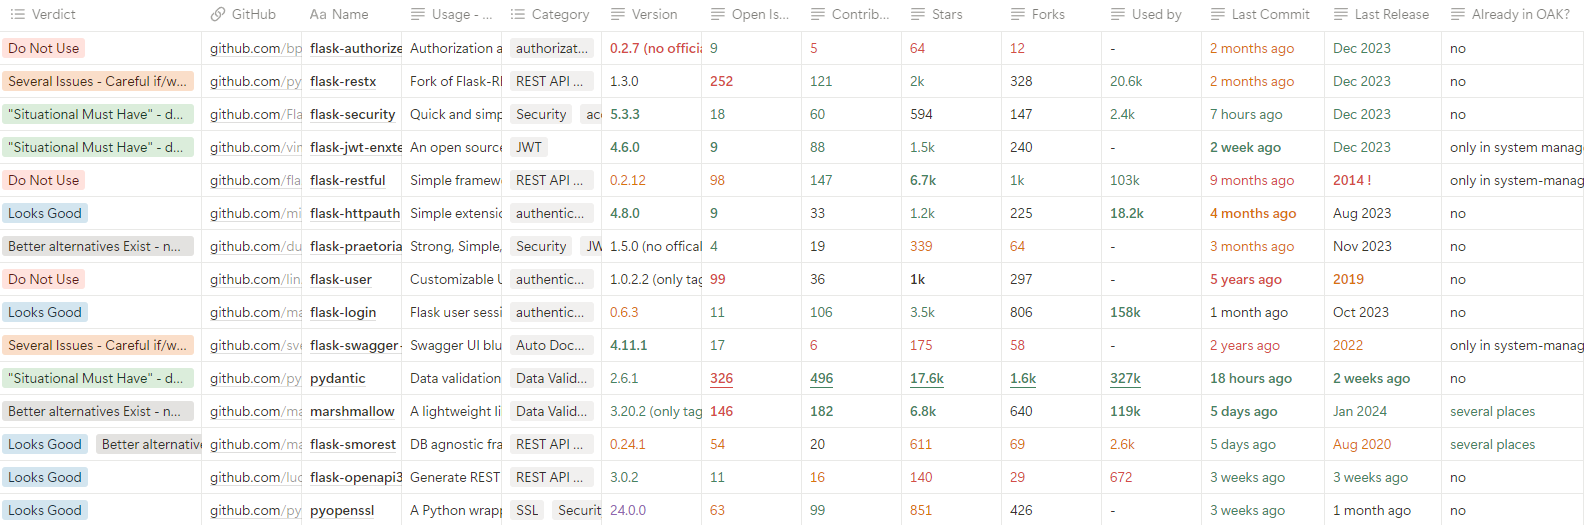 Verdict GitHub Aa Name Usage - ... Category Version Open Is... Contrib... Stars Forks Used by Last Commit Last Release Already in OAK?
Do Not Use github.com/bp flask-authorize Authorization a authorizat... 0.2.7 (no officia 9 5 64 12 - 2 months ago Dec 2023 no
Several Issues - Careful if/w... github.com/py flask-restx Fork of Flask-RE REST API ... 1.3.0 252 121 2k 328 20.6k 2 months ago Dec 2023 no
"Situational Must Have" - d... github.com/Fla flask-security Quick and simp Security acc 5.3.3 18 60 594 147 2.4k 7 hours ago Dec 2023 no
"Situational Must Have" - d... github.com/vim flask-jwt-exte An open source JWT 4.6.0 9 88 1.5k 240 - 2 week ago Dec 2023 only in system manag
Do Not Use github.com/fla flask-restful Simple framew REST API ... 0.2.12 98 147 6.7k 1k 103k 9 months ago 2014 ! only in system-manag
Looks Good github.com/mi flask-httpauth Simple extensic authentic... 4.8.0 9 33 1.2k 225 18.2k 4 months ago Aug 2023 no
Better alternatives Exist - n... github.com/du flask-praetoria Strong, Simple, Security JW 1.5.0 (no offical 4 19 339 64 - 3 months ago Nov 2023 no
Do Not Use github.com/lin flask-user Customizable U authentic... 1.0.2.2 (only tag 99 36 1k 297 - 5 years ago 2019 no
Looks Good github.com/ma flask-login Flask user sessi authentic... 0.6.3 11 106 3.5k 806 158k 1 month ago Oct 2023 no
Several Issues - Careful if/w... github.com/sve flask-swagger- Swagger UI blu Auto Doc... 4.11.1 17 6 175 58 - 2 years ago 2022 only in system-manag
"Situational Must Have" - d... github.com/py pydantic Data validation Data Valid... 2.6.1 326 496 17.6k 1.6k 327k 18 hours ago 2 weeks ago no
Better alternatives Exist - n... github.com/ma marshmallow A lightweight li Data Valid... 3.20.2 (only tag 146 182 6.8k 640 119k 5 days ago Jan 2024 several places
Looks Good Better alternative github.com/ma flask-smorest DB agnostic fra REST API ... 0.24.1 54 20 611 69 2.6k 5 days ago Aug 2020 several places
Looks Good github.com/luc flask-openapi3 Generate REST REST API ... 3.0.2 11 16 140 29 672 3 weeks ago 3 weeks ago no
Looks Good github.com/py pyopenssl A Python wrapp SSL Securit 24.0.0 63 99 851 426 - 3 weeks ago 1 month ago no